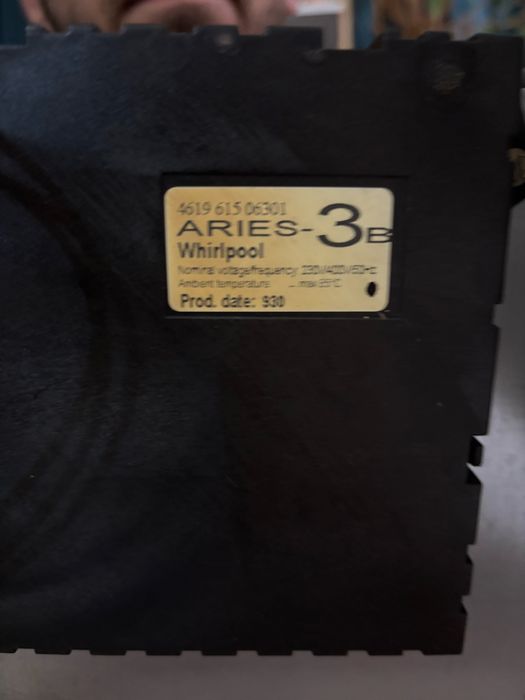 4619 615 06301
ARIES-3B
Whirlpool
Nominal voltage/frequency 230V/400V/50Hz
Ambient temperature ... max 85°C
Prod. date: 930